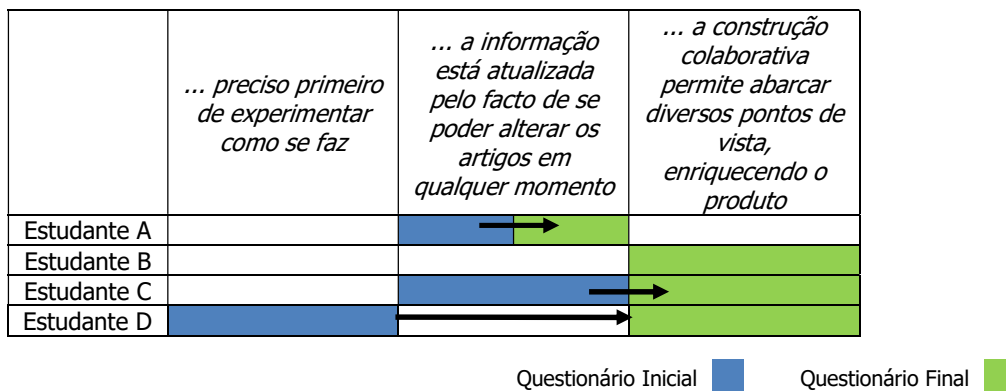 ... preciso primeiro
de experimentar
como se faz
... a informação
está atualizada
pelo facto de se
poder alterar os
artigos em
qualquer momento
... a construção
colaborativa
permite abarcar
diversos pontos de
vista,
enriquecendo o
produto
Estudante A
Estudante B
Estudante C
Estudante D
Questionário Inicial
Questionário Final